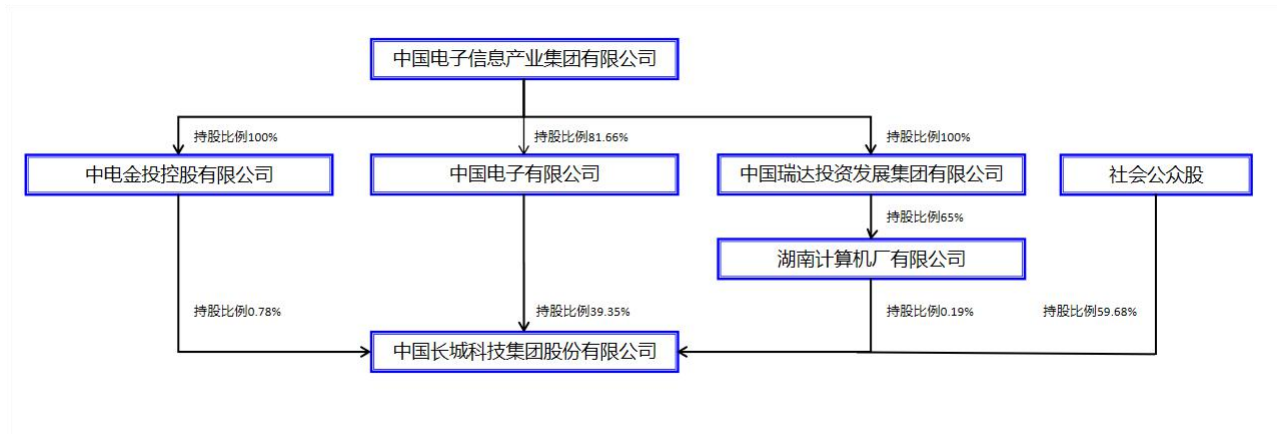 中国电子信息产业集团有限公司
持股比例100%
持股比例81.66%
持股比例100%
中电金投控股有限公司
中国电子有限公司
中国瑞达投资发展集团有限公司
社会公众股
持股比例65%
湖南计算机厂有限公司
持股比例0.78%
持股比例39.35%
持股比例0.19%
持股比例59.68%
中国长城科技集团股份有限公司